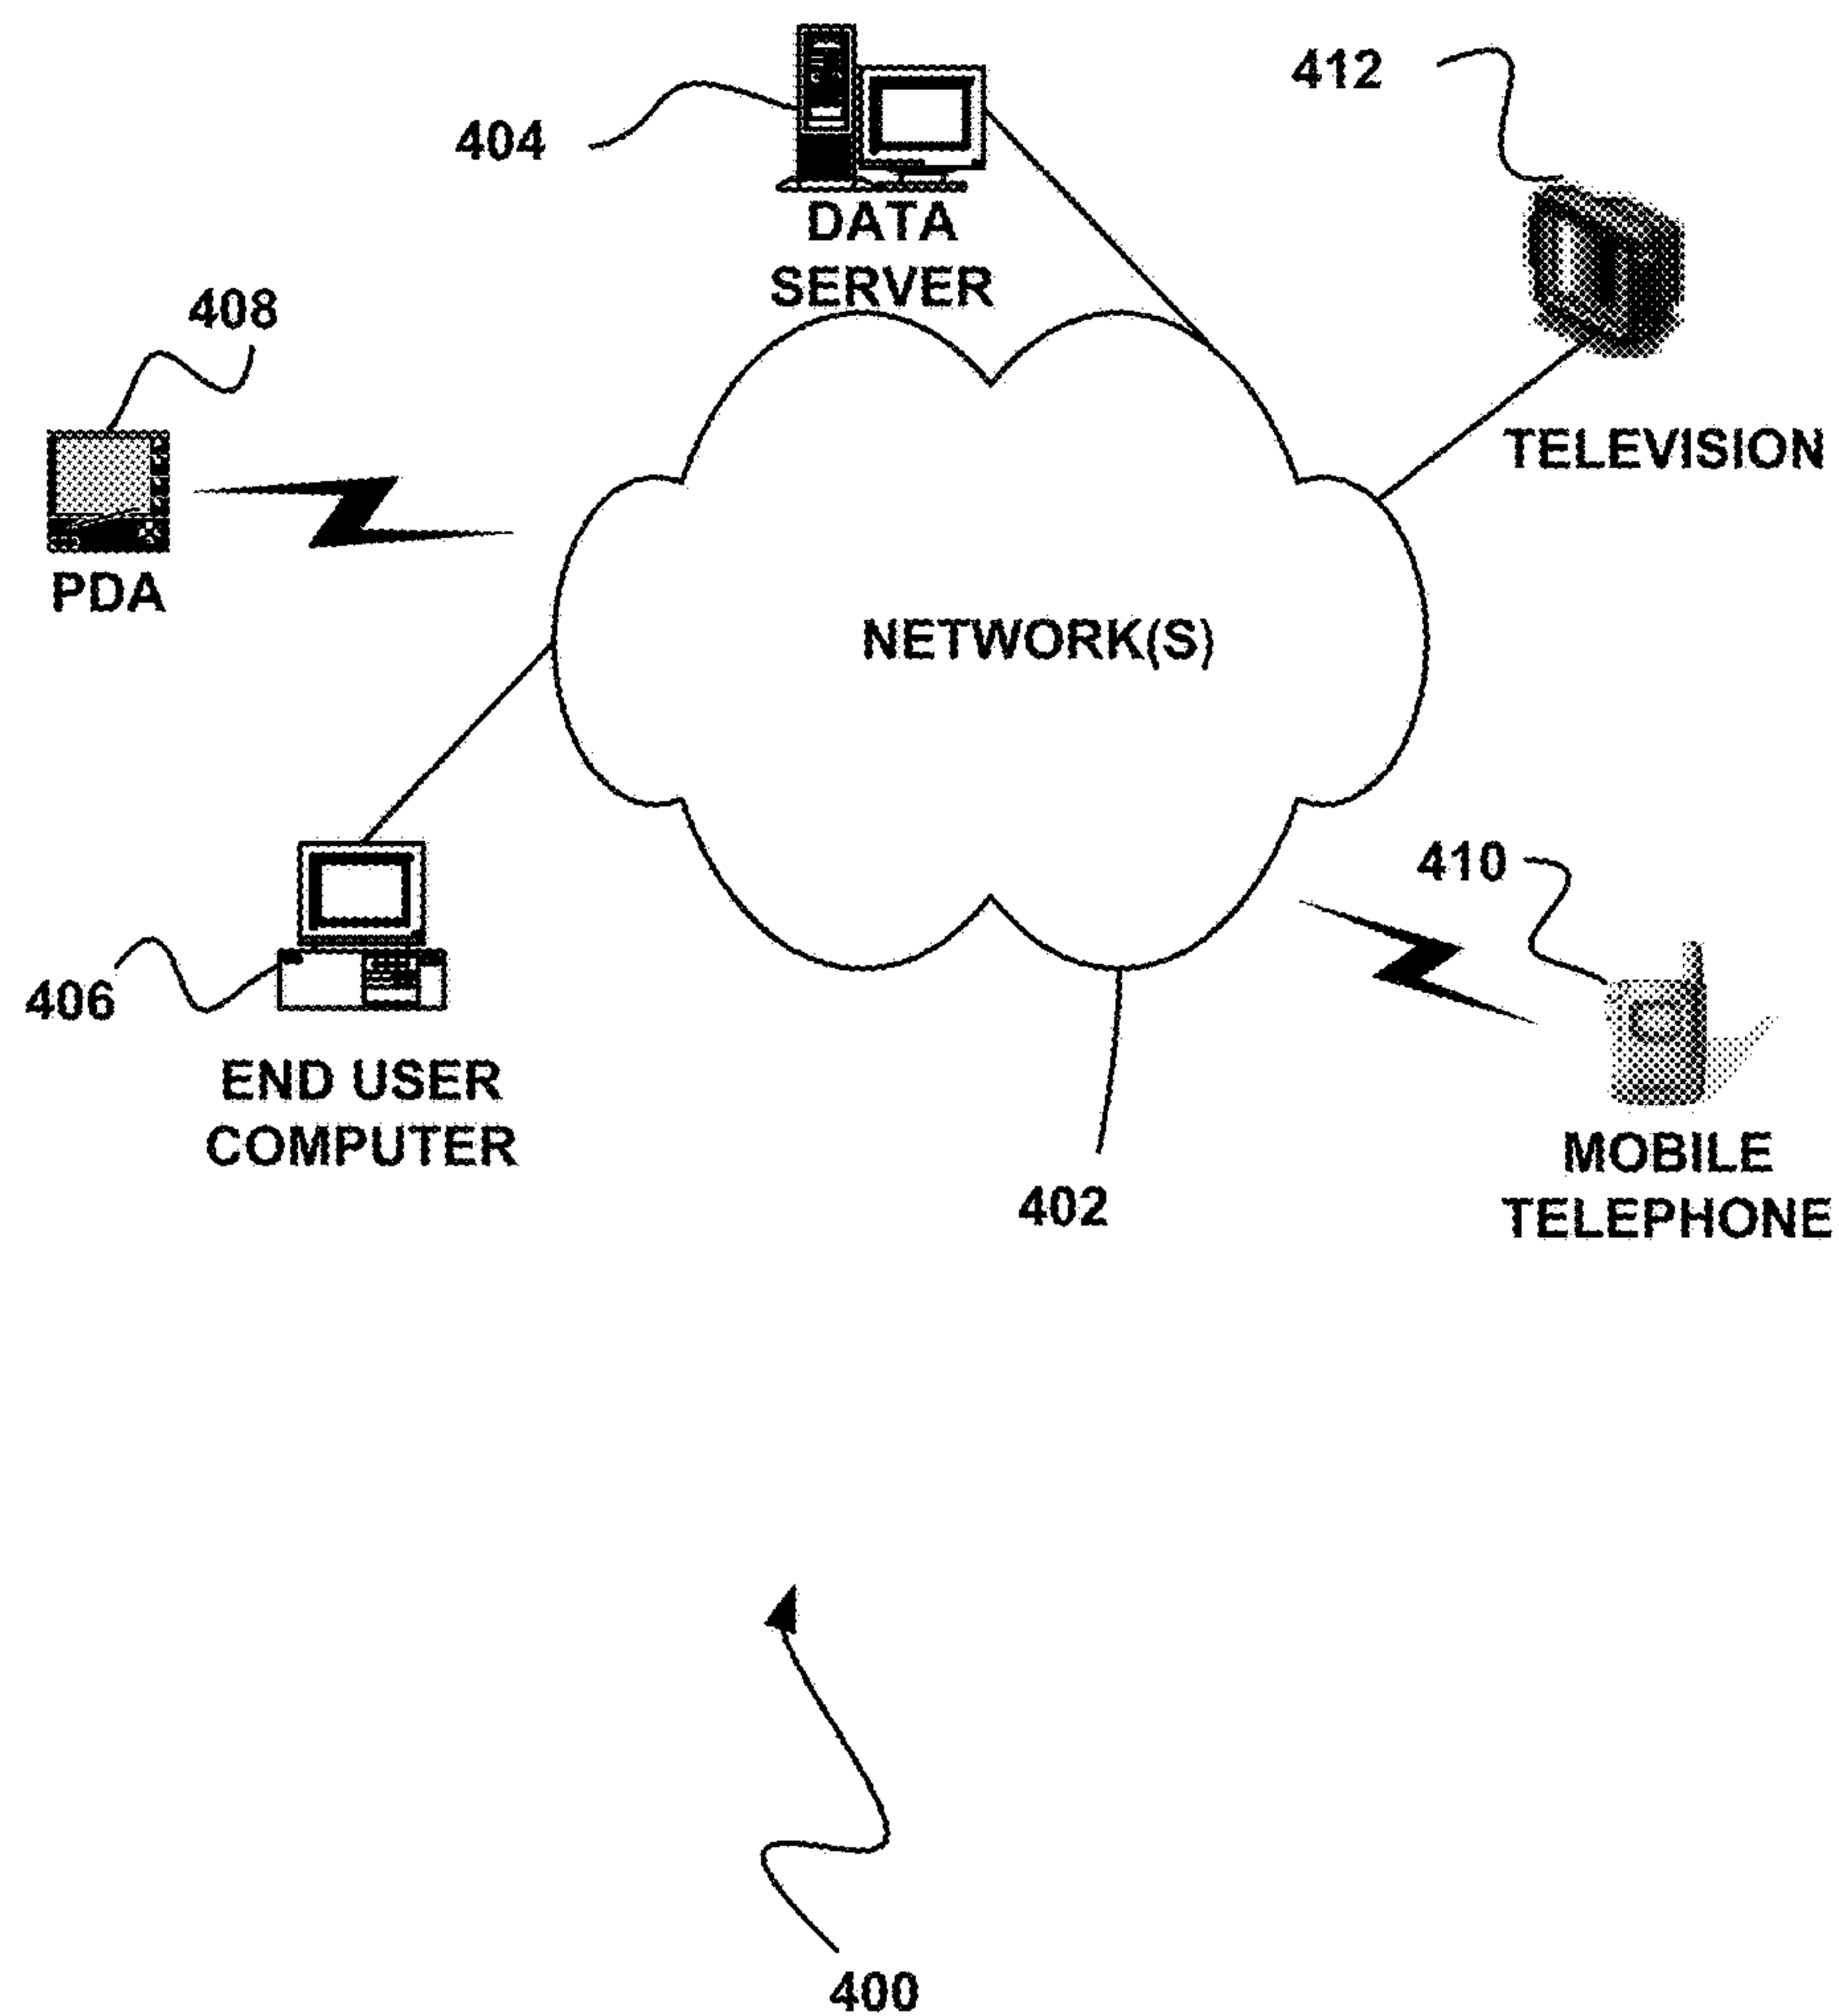 412
404
DATA
SERVER
408
TELEVISION
PDA
NETWORK(S)
410
406
END USER
COMPUTER
MOBILE
TELEPHONE
402
400